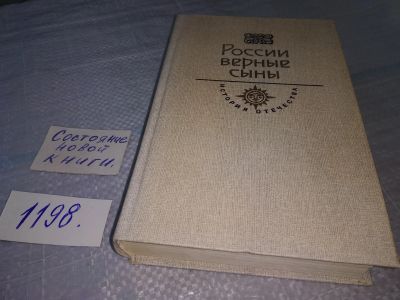 России
верные
сыны
ИСТОРИЯ ОТЕЧЕСТВА
Состояние
новой
книги.
1198.